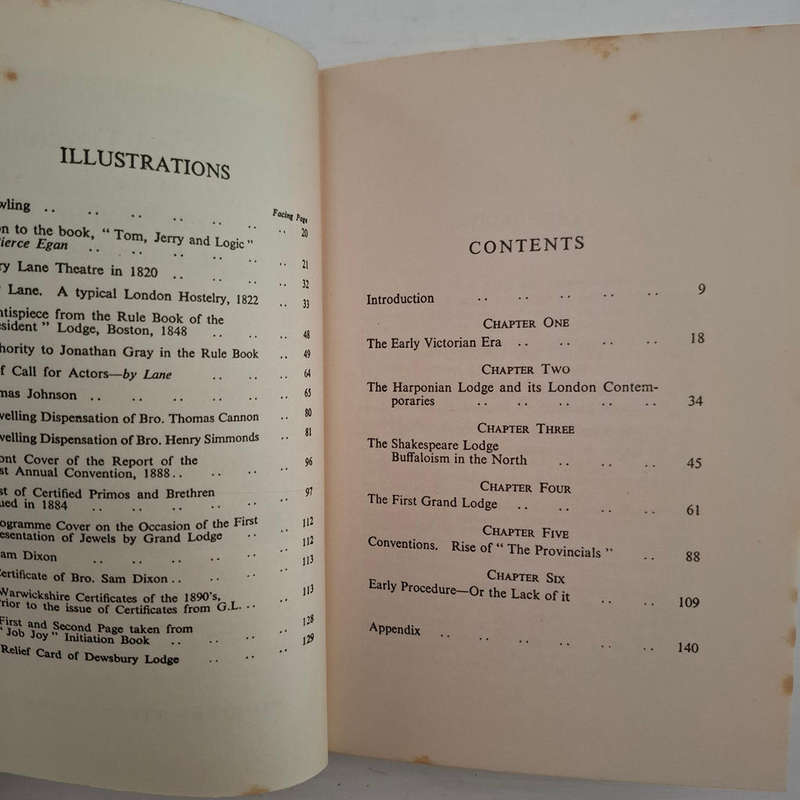 ILLUSTRATIONS
Facing Page
wling .. .. .. .. .. .. 20
on to the book, " Tom, Jerry and Logic "
Pierce Egan .. .. .. .. .. 21
ry Lane Theatre in 1820 .. .. .. 32
Lane. A typical London Hostelry, 1822 .. 33
ntispiece from the Rule Book of the
esident " Lodge, Boston, 1848 .. .. .. 48
hority to Jonathan Gray in the Rule Book .. 49
f Call for Actors—by Lane .. .. .. 64
mas Johnson .. .. .. .. .. 65
velling Dispensation of Bro. Thomas Cannon .. 80
velling Dispensation of Bro. Henry Simmonds .. 81
ont Cover of the Report of the
st Annual Convention, 1888 .. .. .. .. 96
st of Certified Primos and Brethren
ued in 1884 .. .. .. .. .. 97
ogramme Cover on the Occasion of the First
esentation of Jewels by Grand Lodge .. .. 112
am Dixon .. .. .. .. 112
Certificate of Bro. Sam Dixon .. .. .. .. 113
Warwickshire Certificates of the 1890's,
Prior to the issue of Certificates from G.L. .. .. 113
First and Second Page taken from
" Job Joy " Initiation Book .. .. .. .. 128
Relief Card of Dewsbury Lodge .. .. .. 129
CONTENTS
Introduction .. .. .. .. .. 9
CHAPTER ONE
The Early Victorian Era .. .. .. .. 18
CHAPTER TWO
The Harponian Lodge and its London Contem-
poraries .. .. .. .. .. 34
CHAPTER THREE
The Shakespeare Lodge
Buffaloism in the North .. .. .. 45
CHAPTER FOUR
The First Grand Lodge .. .. .. .. 61
CHAPTER FIVE
Conventions. Rise of " The Provincials " .. 88
CHAPTER SIX
Early Procedure—Or the Lack of it .. .. 109
Appendix .. .. .. .. .. .. 140